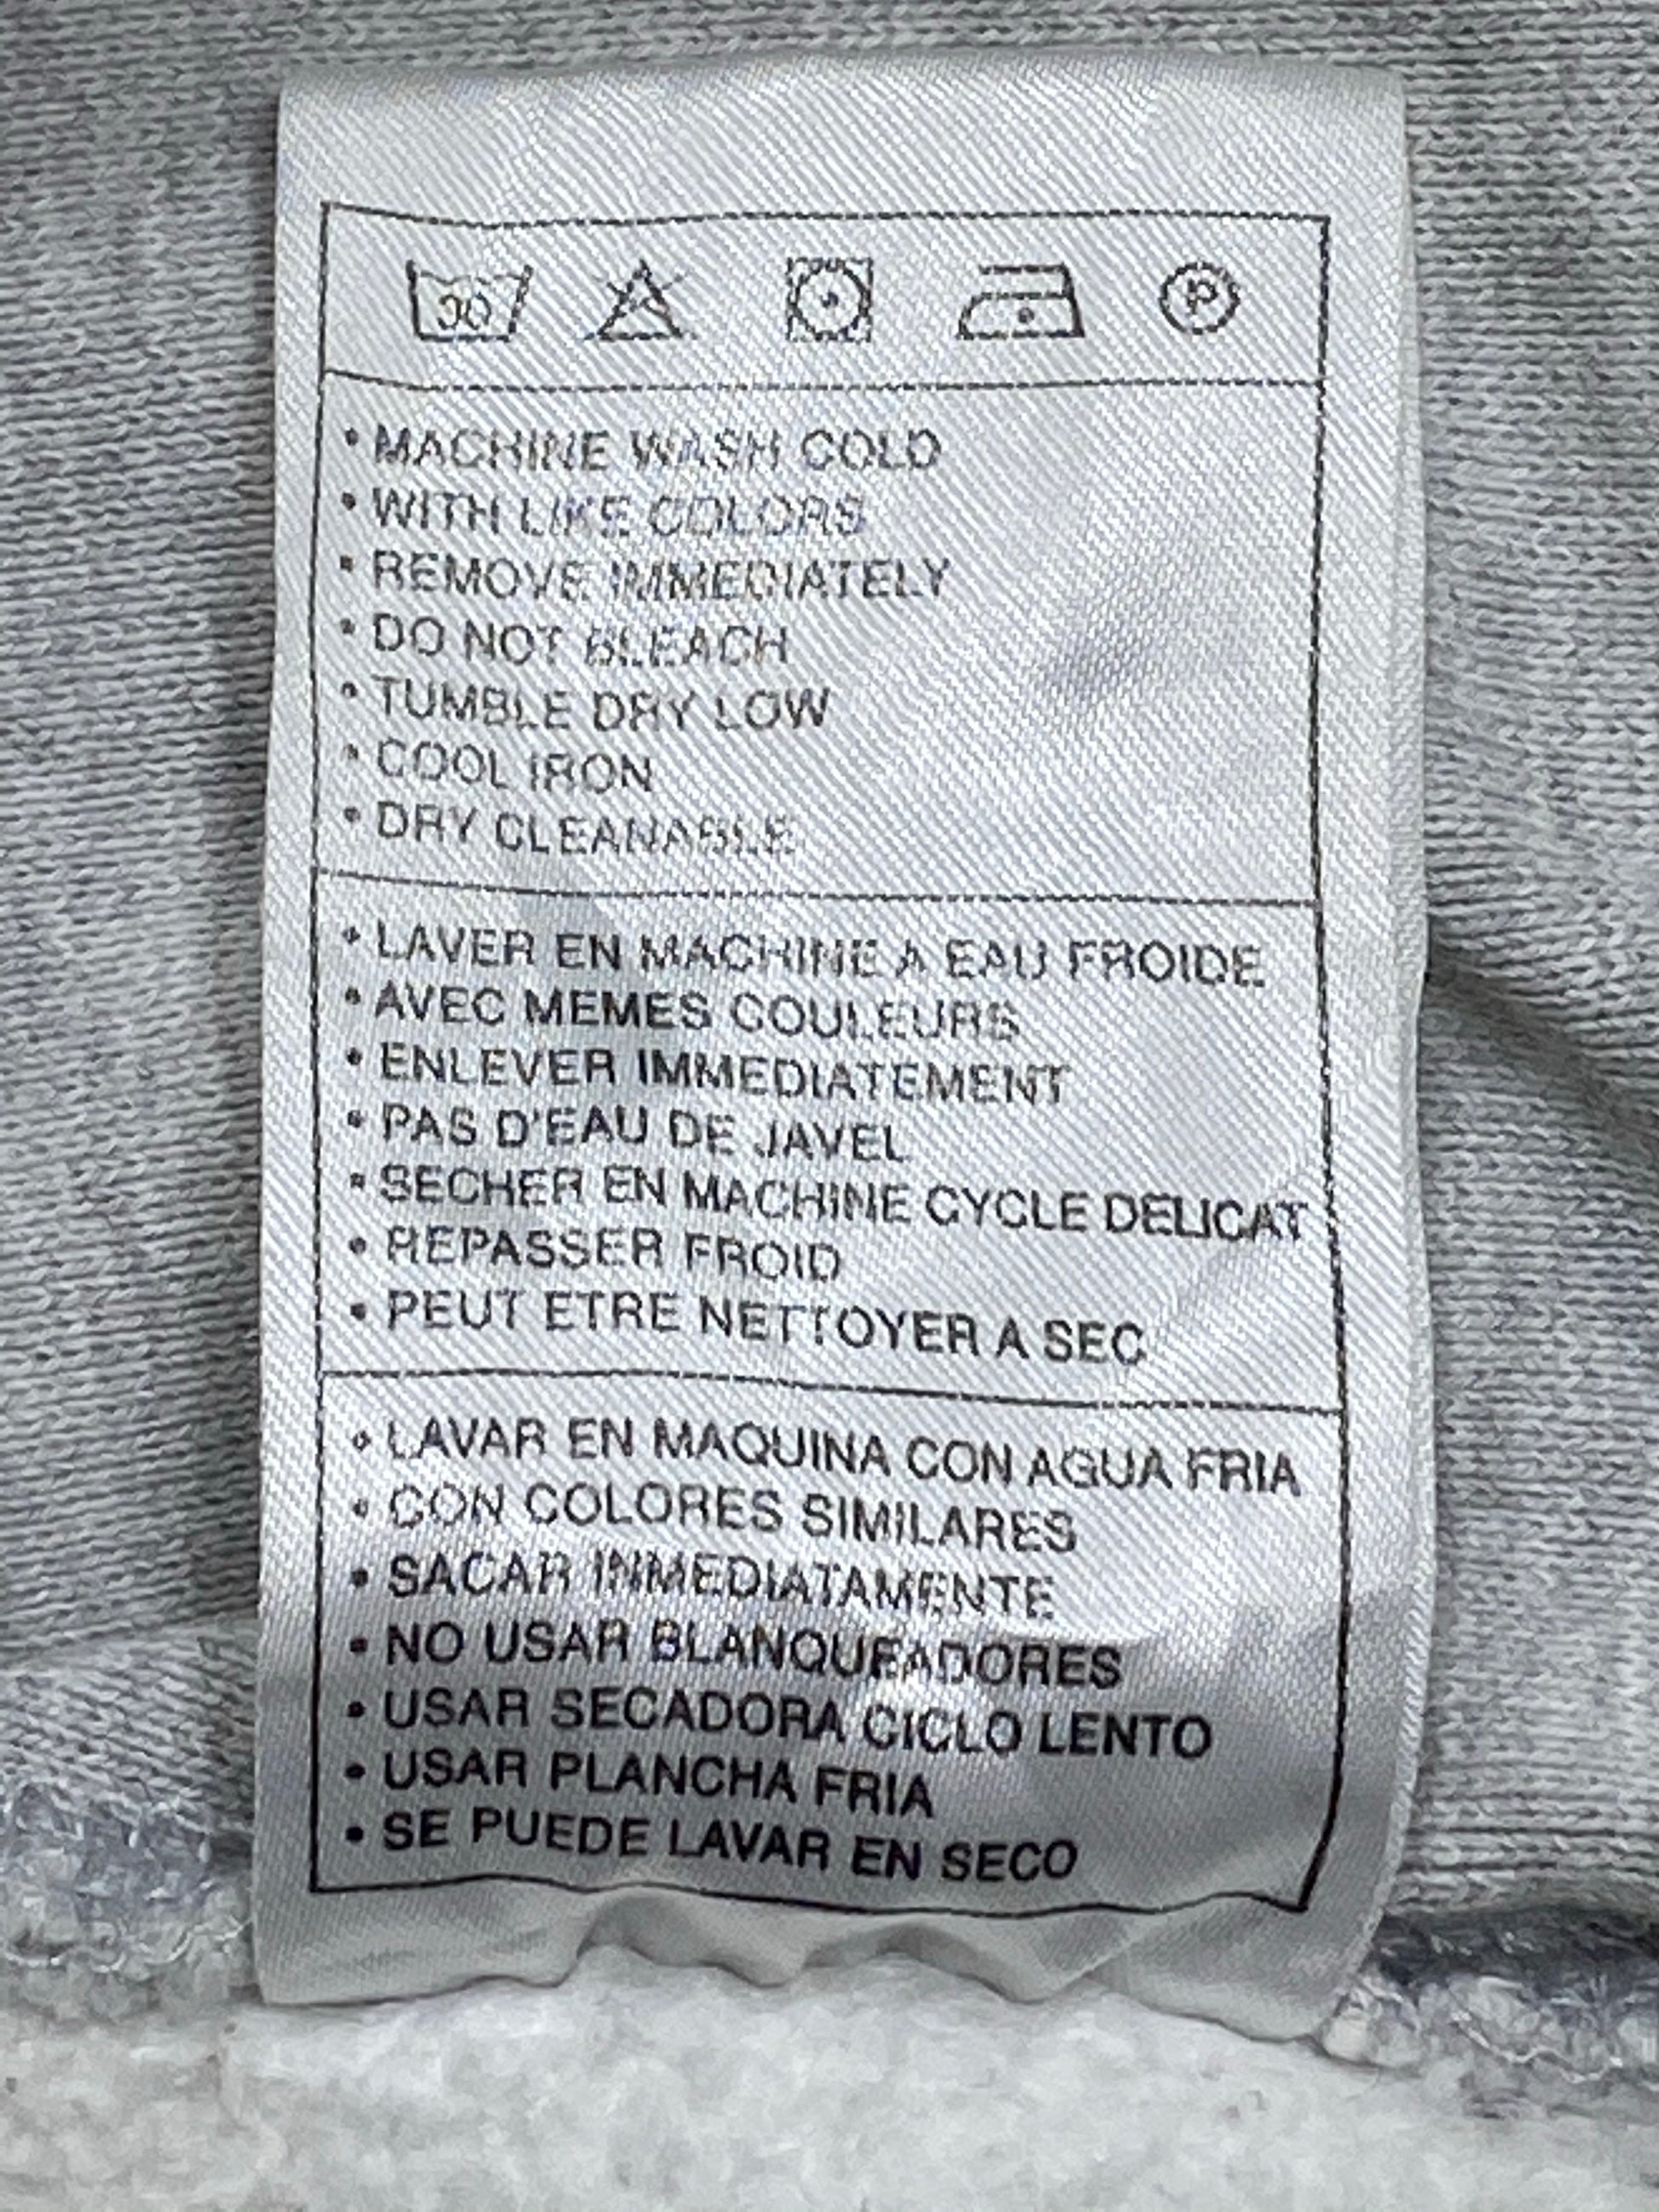 30
P
• MACHINE WASH COLD
• WITH LIKE COLORS
• REMOVE IMMEDIATELY
• DO NOT BLEACH
• TUMBLE DRY LOW
• COOL IRON
• DRY CLEANABLE
• LAVER EN MACHINE A EAU FROIDE
• AVEC MEMES COULEURS
• ENLEVER IMMEDIATEMENT
• PAS D'EAU DE JAVEL
• SECHER EN MACHINE CYCLE DELICAT
• REPASSER FROID
• PEUT ETRE NETTOYER A SEC
• LAVAR EN MAQUINA CON AGUA FRIA
• CON COLORES SIMILARES
• SACAR INMEDIATAMENTE
• NO USAR BLANQUEADORES
• USAR SECADORA CICLO LENTO
• USAR PLANCHA FRIA
• SE PUEDE LAVAR EN SECO